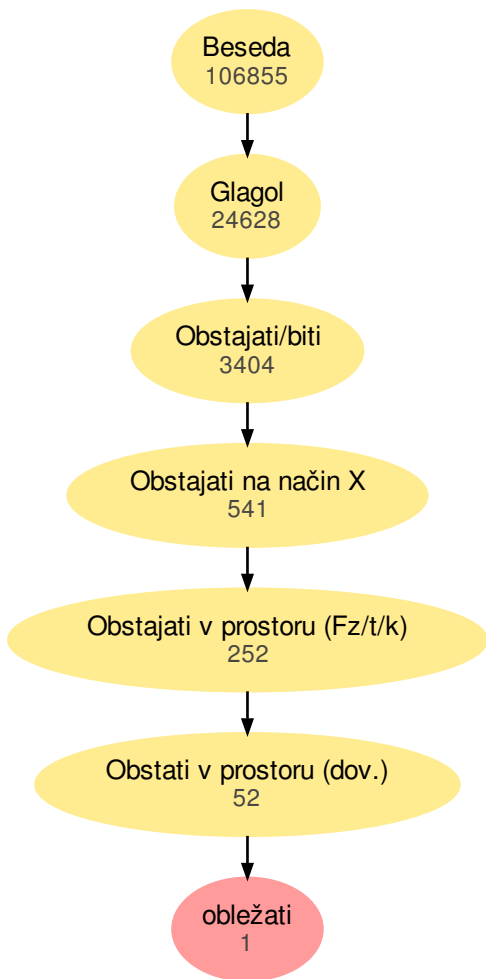 Beseda
106855
Glagol
24628
Obstajati/biti
3404
Obstajati na način X
541
Obstajati v prostoru (Fz/t/k)
252
Obstati v prostoru (dov.)
52
obležati
1